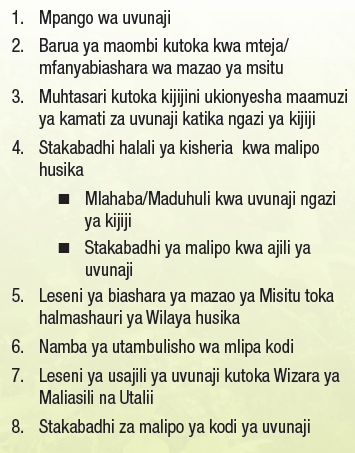 1. Mpango wa uvunaji
2. Barua ya maombi kutoka kwa mteja/
mfanyabiashara wa mazao ya msitu
3. Muhtasari kutoka kijijini ukionyesha maamuzi
ya kamati za uvunaji katika ngazi ya kijiji
4. Stakabadhi halali ya kisheria kwa malipo
husika
■ Mlahaba/Maduhuli kwa uvunaji ngazi
ya kijiji
■ Stakabadhi ya malipo kwa ajili ya
uvunaji
5. Leseni ya biashara ya mazao ya Misitu toka
halmashauri ya Wilaya husika
6. Namba ya utambulisho wa mlipa kodi
7. Leseni ya usajili ya uvunaji kutoka Wizara ya
Maliasili na Utalii
8. Stakabadhi za malipo ya kodi ya uvunaji